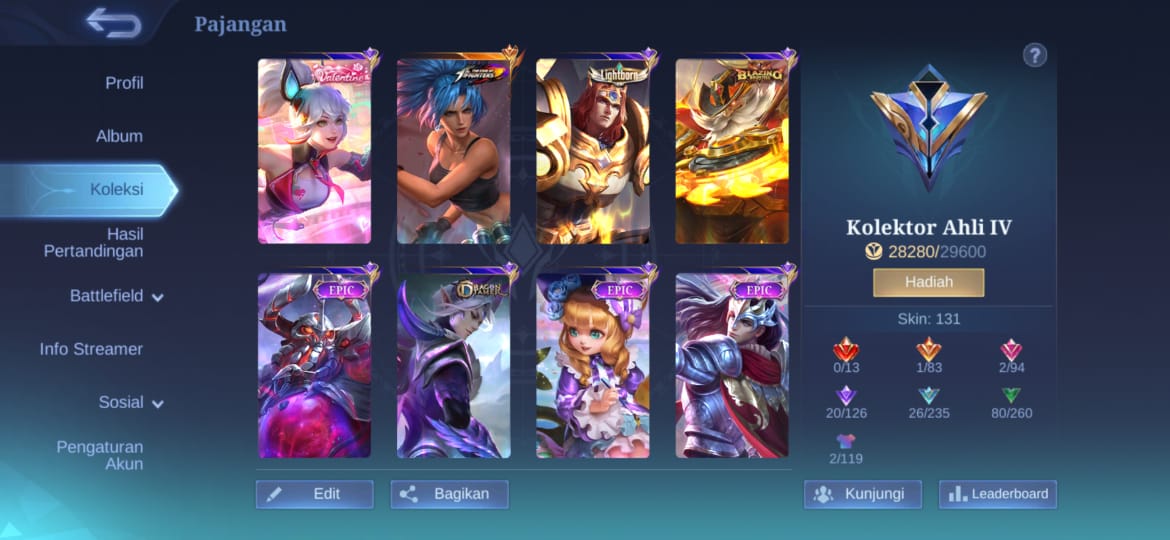 Pajangan
?
Profil
Album
Koleksi
Hasil
Pertandingan
Battlefield
Info Streamer
Sosial
Pengaturan
Akun
Valentine
THE KING OF FIGHTERS
Lightborn
BLAZING
EPIC
DRAGON TAMER
EPIC
EPIC
Edit
Bagikan
Kolektor Ahli IV
28280/29600
Hadiah
Skin: 131
0/13 1/83 2/94
20/126 26/235 80/260
2/119
Kunjungi
Leaderboard